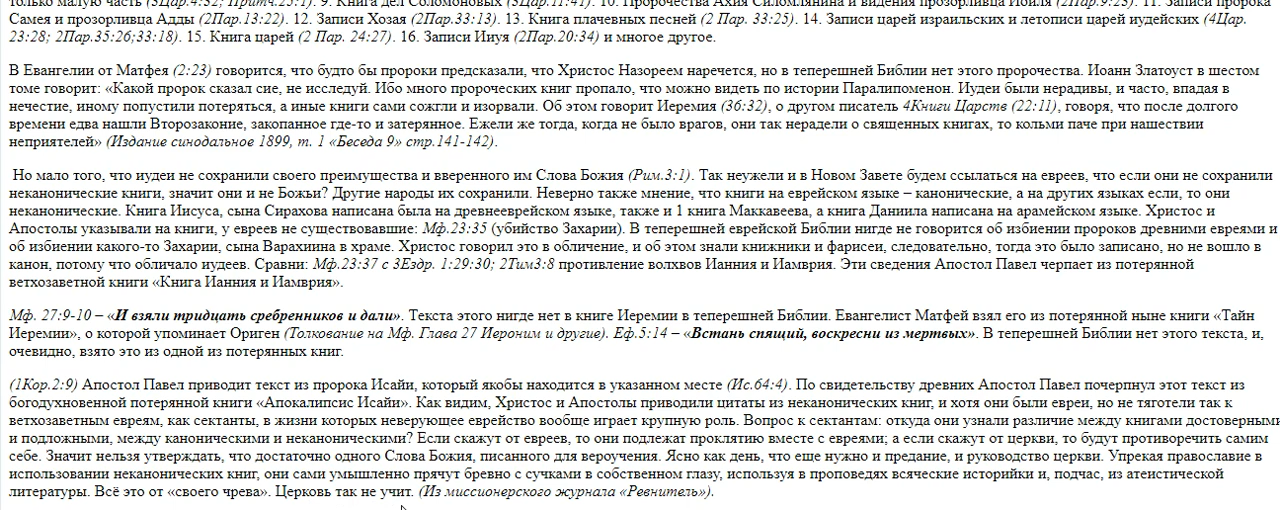 только малую часть (3Цар.4:32; Притч.25:1). 9. Книга дел Соломоновых (3Цар.11:41). 10. Пророчества Ахия Силомлянина и видения прозорливца Иоиля (2Пар.9:29). 11. Записи пророка
Самея и прозорливца Адды (2Пар.13:22). 12. Записи Хозая (2Пар.33:13). 13. Книга плачевных песней (2 Пар. 33:25). 14. Записи царей израильских и летописи царей иудейских (4Цар.
23:28; 2Пар.35:26;33:18). 15. Книга царей (2 Пар. 24:27). 16. Записи Ииуя (2Пар.20:34) и многое другое.
В Евангелии от Матфея (2:23) говорится, что будто бы пророки предсказали, что Христос Назореем наречется, но в теперешней Библии нет этого пророчества. Иоанн Златоуст в шестом
томе говорит: «Какой пророк сказал сие, не исследуй. Ибо много пророческих книг пропало, что можно видеть по истории Паралипоменон. Иудеи были нерадивы, и часто, впадая в
нечестие, иному попустили потеряться, а иные книги сами сожгли и изорвали. Об этом говорит Иеремия (36:32), о другом писатель 4Книги Царств (22:11), говоря, что после долгого
времени едва нашли Второзаконие, закопанное где-то и затерянное. Ежели же тогда, когда не было врагов, они так нерадели о священных книгах, то кольми паче при нашествии
неприятелей» (Издание синодальное 1899, т. 1 «Беседа 9» стр.141-142).
Но мало того, что иудеи не сохранили своего преимущества и вверенного им Слова Божия (Рим.3:1). Так неужели и в Новом Завете будем ссылаться на евреев, что если они не сохранили
неканонические книги, значит они и не Божьи? Другие народы их сохранили. Неверно также мнение, что книги на еврейском языке – канонические, а на других языках если, то они
неканонические. Книга Иисуса, сына Сирахова написана была на древнееврейском языке, также и 1 книга Маккавеева, а книга Даниила написана на арамейском языке. Христос и
Апостолы указывали на книги, у евреев не существовавшие: Мф.23:35 (убийство Захарии). В теперешней еврейской Библии нигде не говорится об избиении пророков древними евреями и
об избиении какого-то Захарии, сына Варахиина в храме. Христос говорил это в обличение, и об этом знали книжники и фарисеи, следовательно, тогда это было записано, но не вошло в
канон, потому что обличало иудеев. Сравни: Мф.23:37 с 3Ездр. 1:29:30; 2Тим3:8 противление волхвов Ианния и Иамврия. Эти сведения Апостол Павел черпает из потерянной
ветхозаветной книги «Книга Ианния и Иамврия».
Мф. 27:9-10 – «И взяли тридцать сребренников и дали». Текста этого нигде нет в книге Иеремии в теперешней Библии. Евангелист Матфей взял его из потерянной ныне книги «Тайн
Иеремии», о которой упоминает Ориген (Толкование на Мф. Глава 27 Иероним и другие). Еф.5:14 – «Встань спящий, воскресни из мертвых». В теперешней Библии нет этого текста, и,
очевидно, взято это из одной из потерянных книг.
(1Кор.2:9) Апостол Павел приводит текст из пророка Исайи, который якобы находится в указанном месте (Ис.64:4). По свидетельству древних Апостол Павел почерпнул этот текст из
богодухновенной потерянной книги «Апокалипсис Исайи». Как видим, Христос и Апостолы приводили цитаты из неканонических книг, и хотя они были евреи, но не тяготели так к
ветхозаветным евреям, как сектанты, в жизни которых неверующее еврейство вообще играет крупную роль. Вопрос к сектантам: откуда они узнали различие между книгами достоверными
и подложными, между каноническими и неканоническими? Если скажут от евреев, то они подлежат проклятию вместе с евреями; а если скажут от церкви, то будут противоречить самим
себе. Значит нельзя утверждать, что достаточно одного Слова Божия, писанного для вероучения. Ясно как день, что еще нужно и предание, и руководство церкви. Упрекая православие в
использовании неканонических книг, они сами умышленно прячут бревно с сучками в собственном глазу, используя в проповедях всяческие историйки и, подчас, из атеистической
литературы. Всё это от «своего чрева». Церковь так не учит. (Из миссионерского журнала «Ревнитель»).